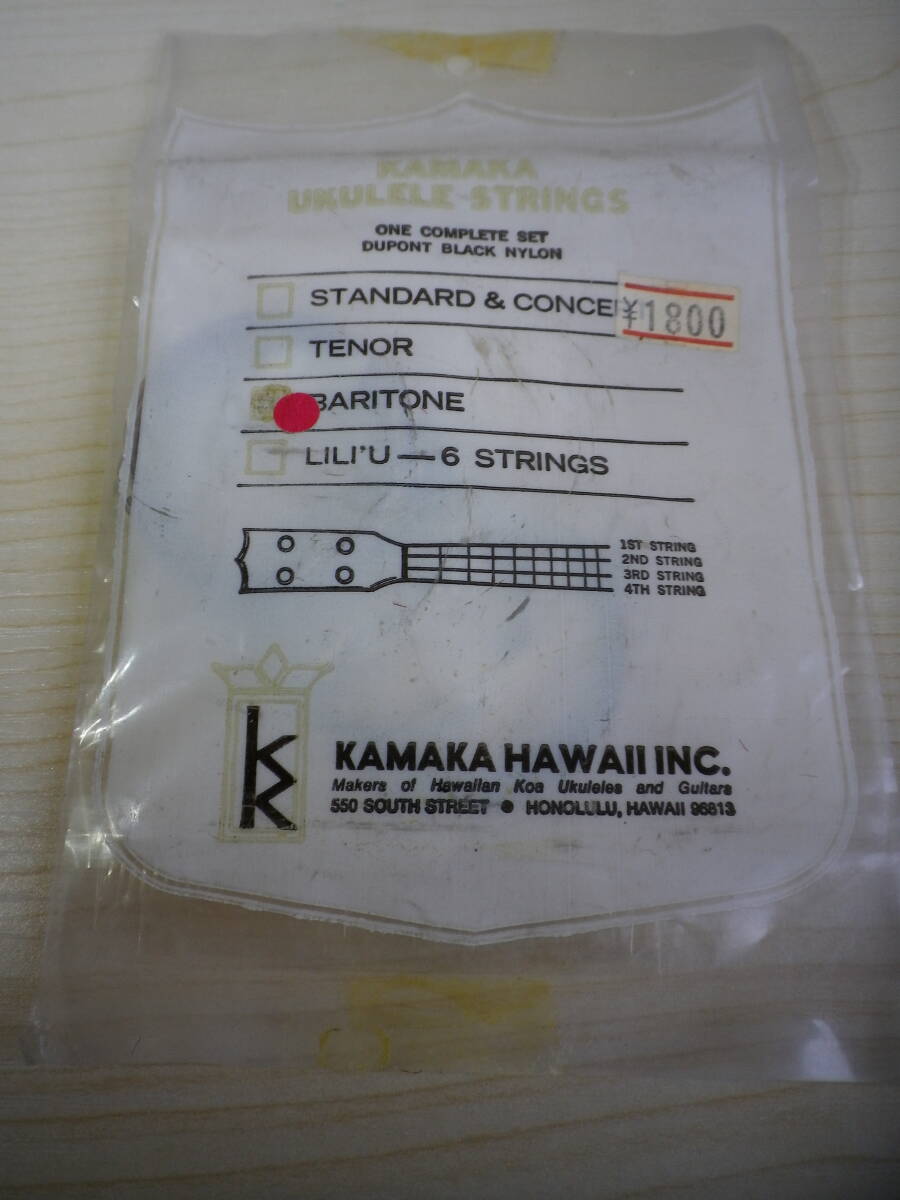 KAMAKA
UKULELE STRINGS
ONE COMPLETE SET
DUPONT BLACK NYLON
STANDARD &
¥1800
TENOR
BARITONE
LILI'U — 6 STRINGS
1ST STRING
2ND STRING
3RD STRING
4TH STRING
KAMAKA HAWAII INC.
Makers of Hawaiian Koa Ukuleles and Guitars
550 SOUTH STREET ● HONOLULU, HAWAII 96813